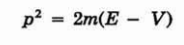 p² = 2m(E − V)